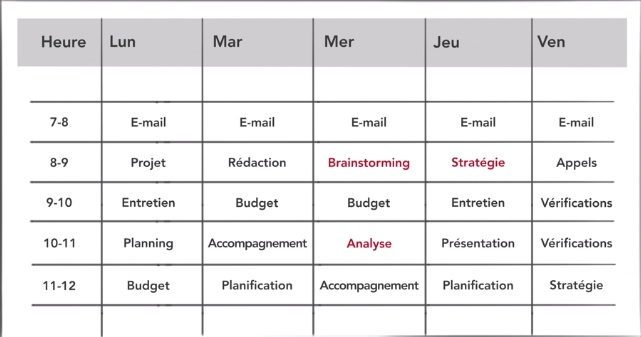 Heure Lun Mar Mer Jeu Ven
7-8 E-mail E-mail E-mail E-mail E-mail
8-9 Projet Rédaction Brainstorming Stratégie Appels
9-10 Entretien Budget Budget Entretien Vérifications
10-11 Planning Accompagnement Analyse Présentation Vérifications
11-12 Budget Planification Accompagnement Planification Stratégie